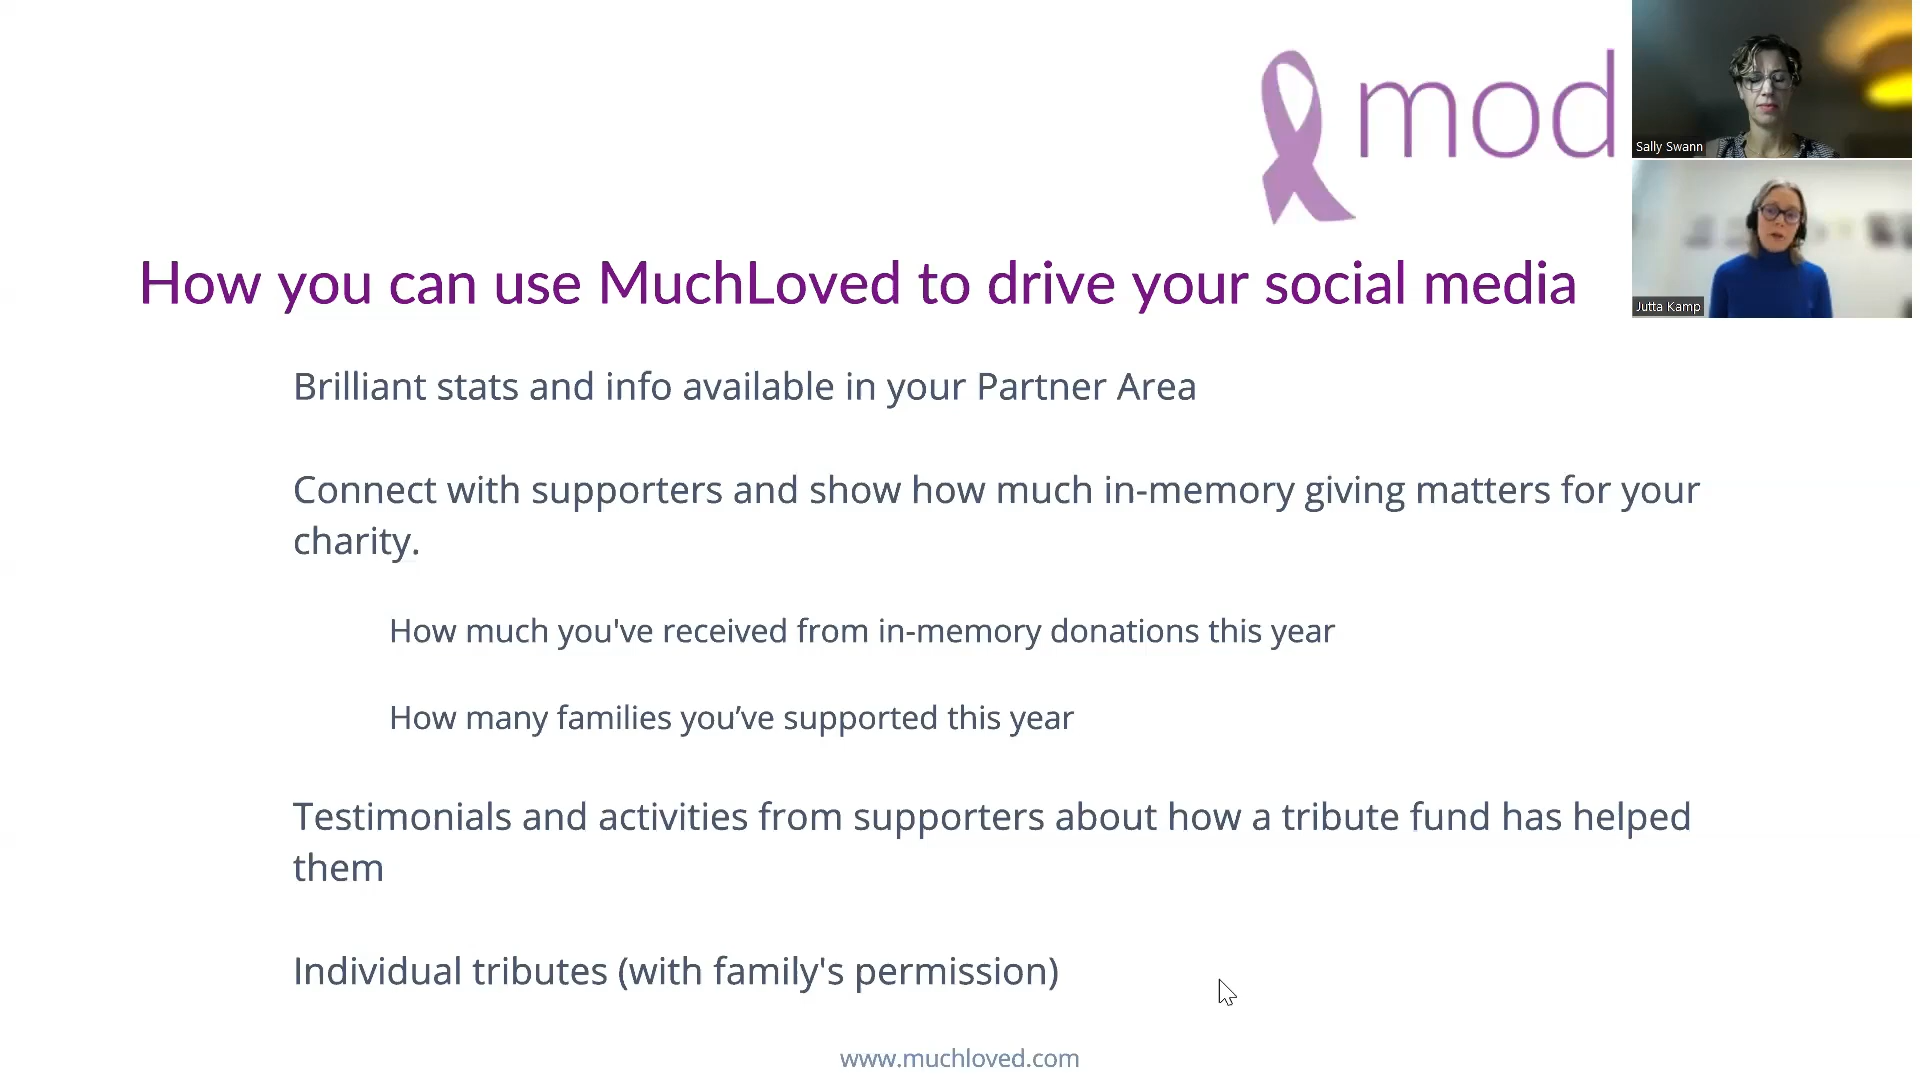 mod
Sally Swann
How you can use MuchLoved to drive your social media
Jutta Kamp
Brilliant stats and info available in your Partner Area
Connect with supporters and show how much in-memory giving matters for your
charity.
How much you've received from in-memory donations this year
How many families you’ve supported this year
Testimonials and activities from supporters about how a tribute fund has helped
them
Individual tributes (with family's permission)
www.muchloved.com